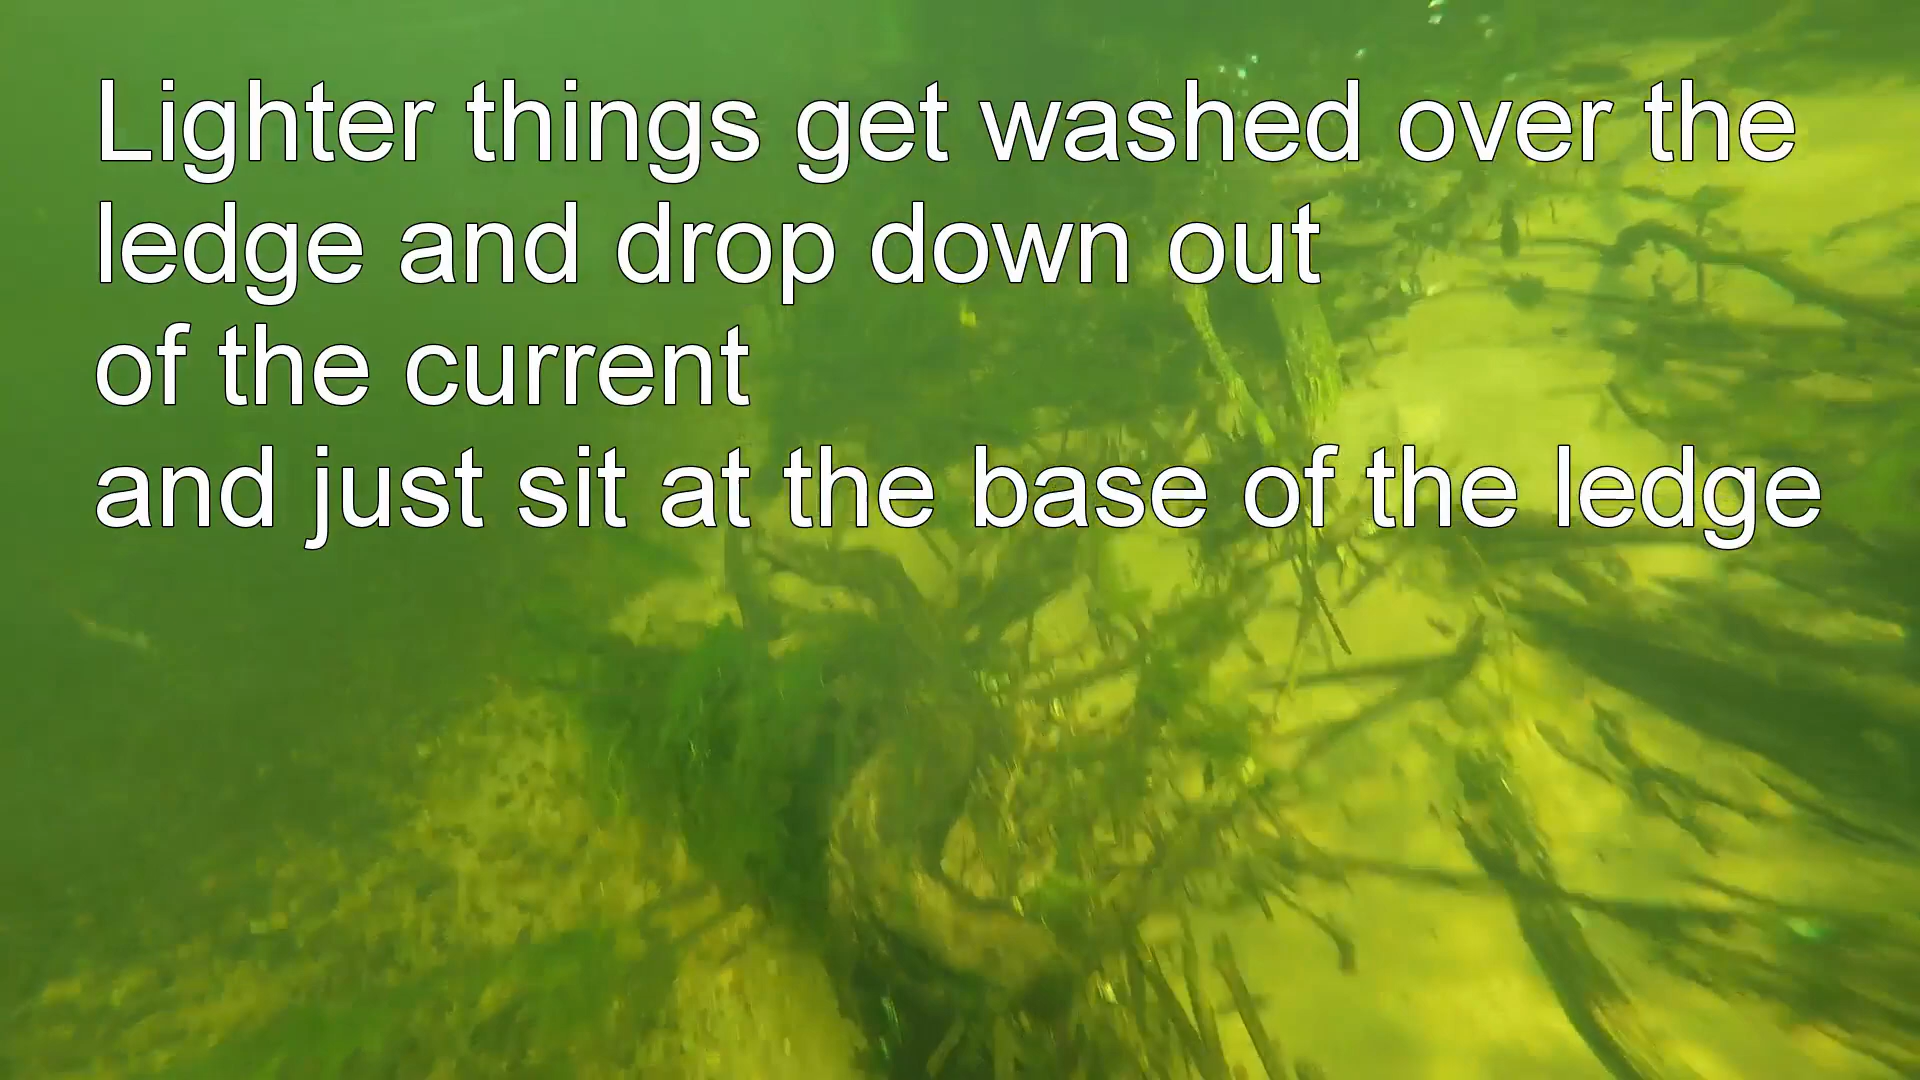 Lighter things get washed over the
ledge and drop down out
of the current
and just sit at the base of the ledge